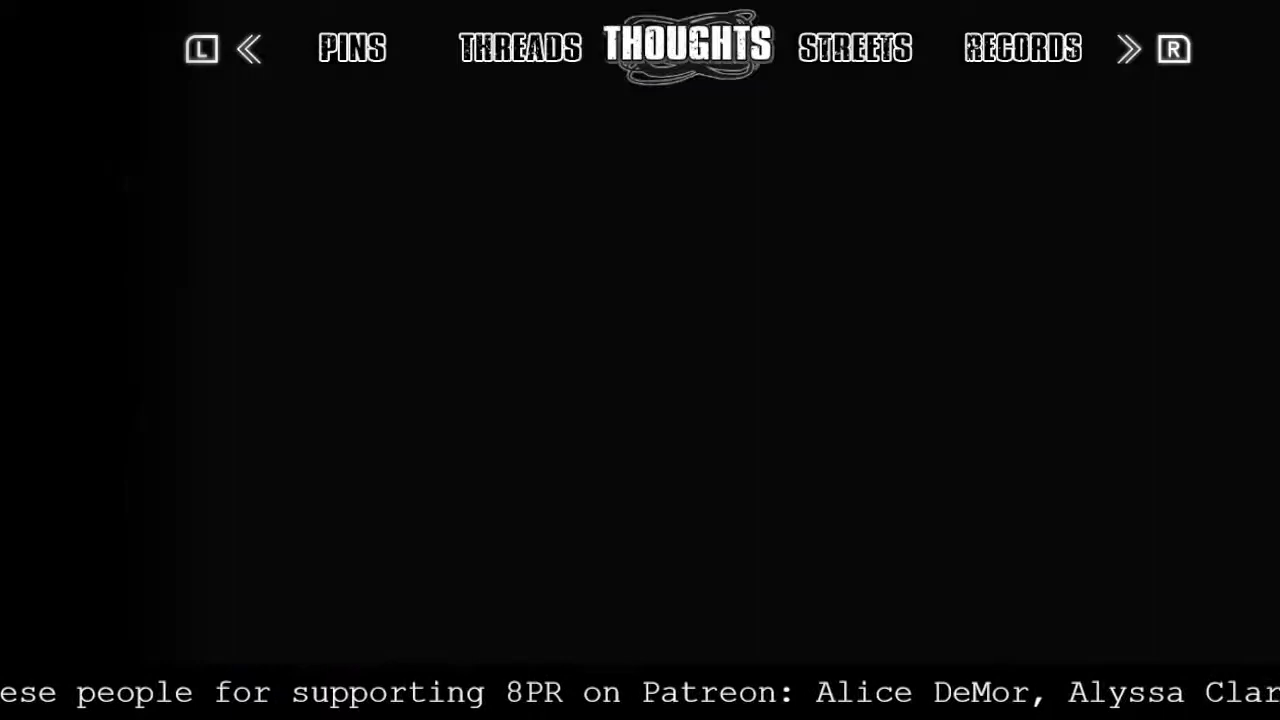 L PINS THREADS THOUGHTS STREETS RECORDS R
ese people for supporting 8PR on Patreon: Alice DeMor, Alyssa Clar